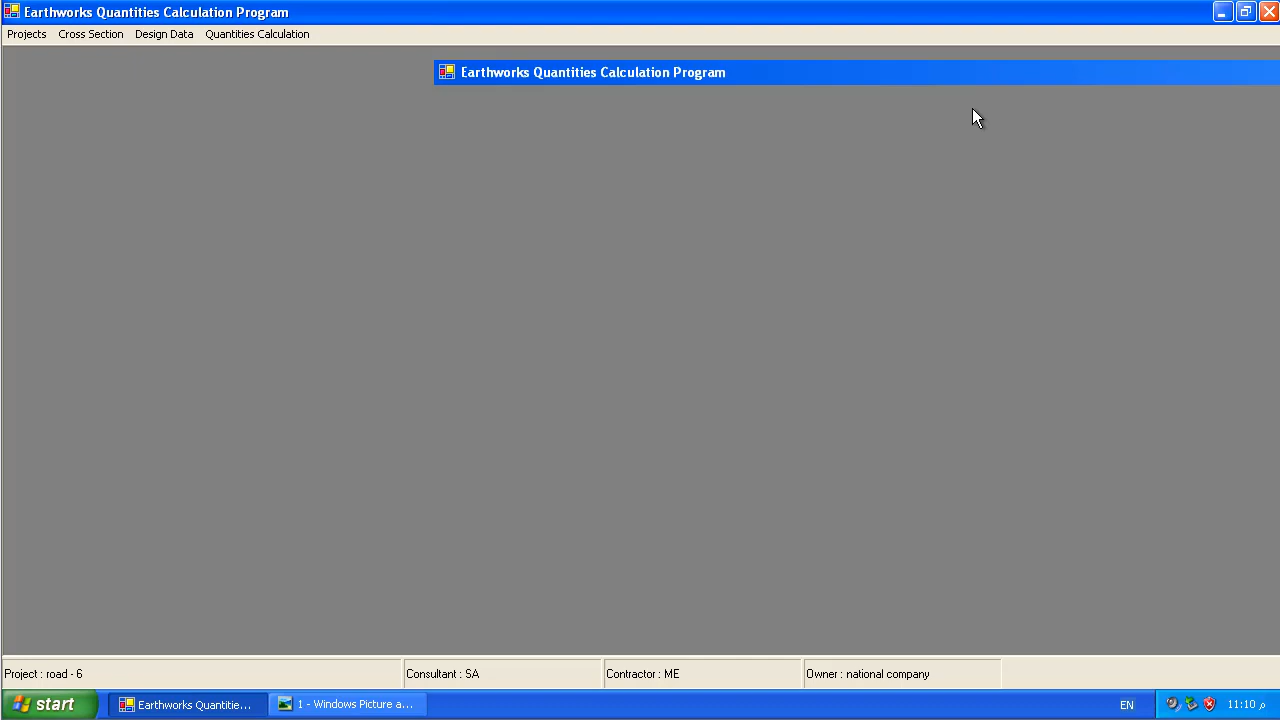 Earthworks Quantities Calculation Program
Projects Cross Section Design Data Quantities Calculation
Earthworks Quantities Calculation Program
Project : road - 6 Consultant : SA Contractor : ME Owner : national company
start Earthworks Quantitie... 1 - Windows Picture a... EN 11:10 م